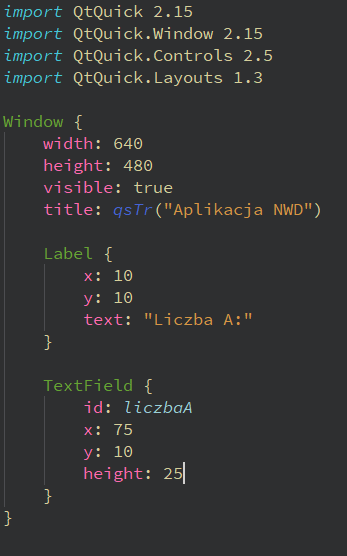 import QtQuick 2.15
import QtQuick.Window 2.15
import QtQuick.Controls 2.5
import QtQuick.Layouts 1.3

Window {
    width: 640
    height: 480
    visible: true
    title: qsTr("Aplikacja NWD")

    Label {
        x: 10
        y: 10
        text: "Liczba A:"
    }

    TextField {
        id: liczbaA
        x: 75
        y: 10
        height: 25
    }
}